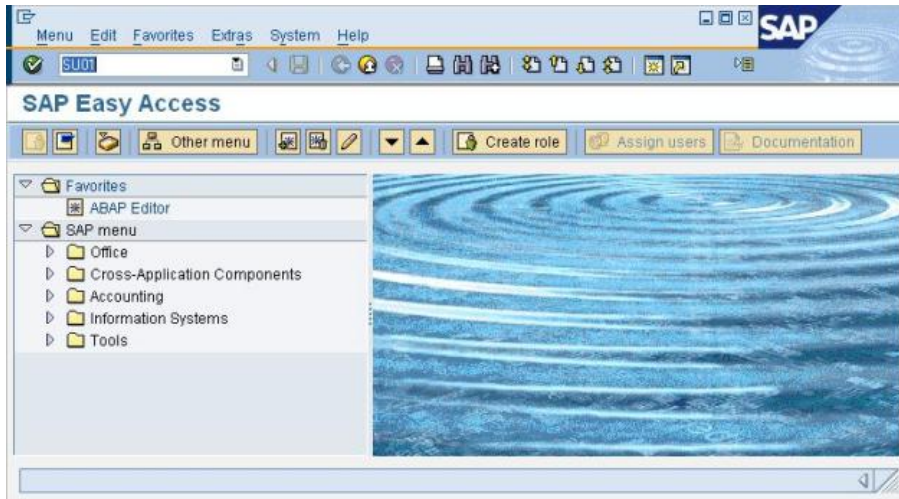 Menu Edit Favorites Extras System Help
SAP
SU01
SAP Easy Access
Other menu Create role Assign users Documentation
Favorites
ABAP Editor
SAP menu
Office
Cross-Application Components
Accounting
Information Systems
Tools